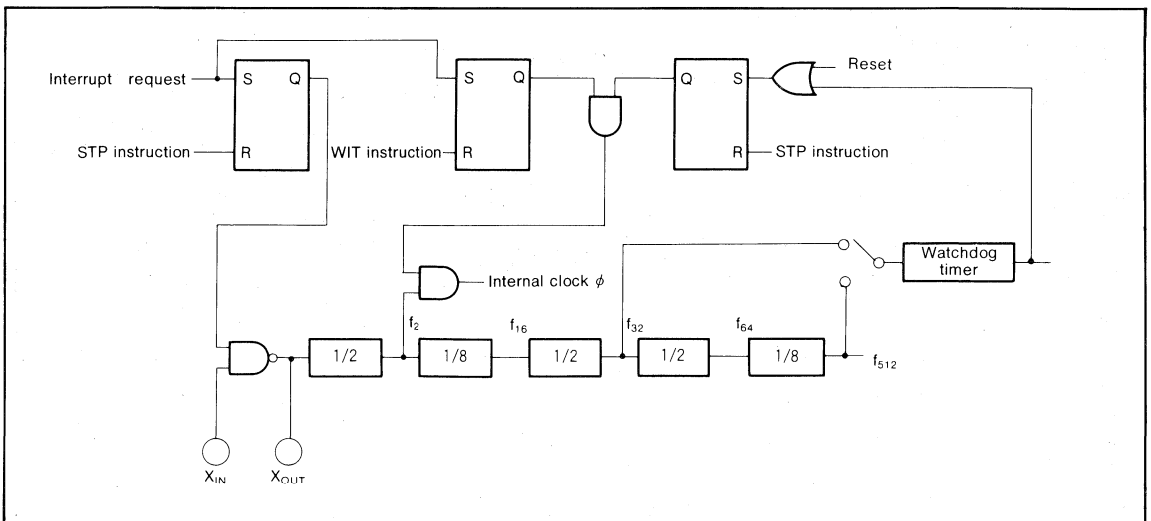 Interrupt request
S Q
S Q
Q S
Reset
STP instruction
R
WIT instruction
R
R
STP instruction
Watchdog
timer
Internal clock ϕ
f2
f16
f32
f64
1/2
1/8
1/2
1/2
1/8
f512
XIN
XOUT